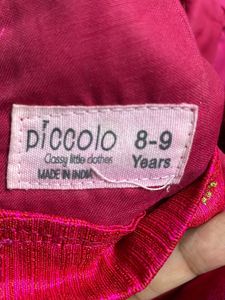 piccolo 8-9
Classy little clothes Years
MADE IN INDIA